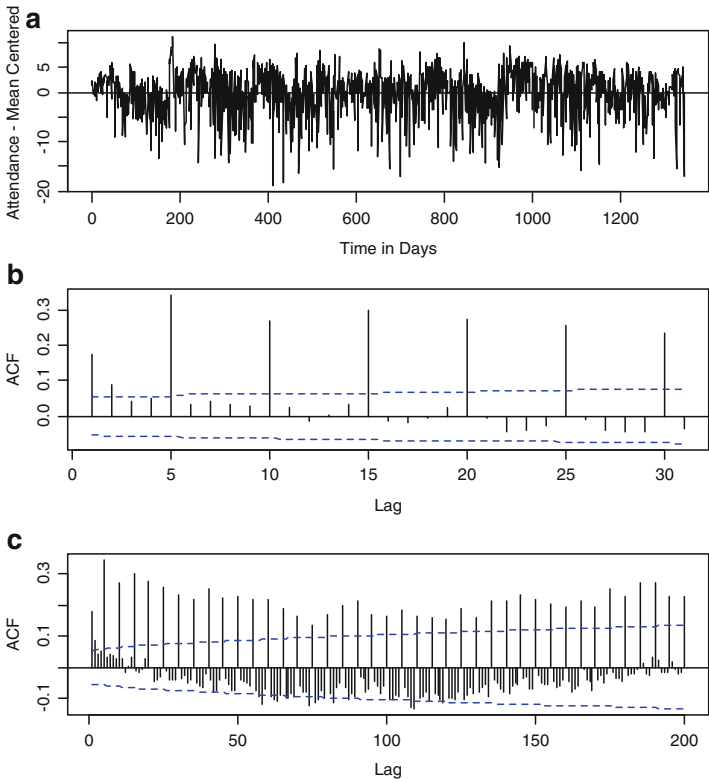 a
Attendance - Mean Centered
5
0
-10
-20
0 200 400 600 800 1000 1200
Time in Days
b
ACF
0.3
0.2
0.1
0.0
0 5 10 15 20 25 30
Lag
c
ACF
0.3
0.1
-0.1
0 50 100 150 200
Lag